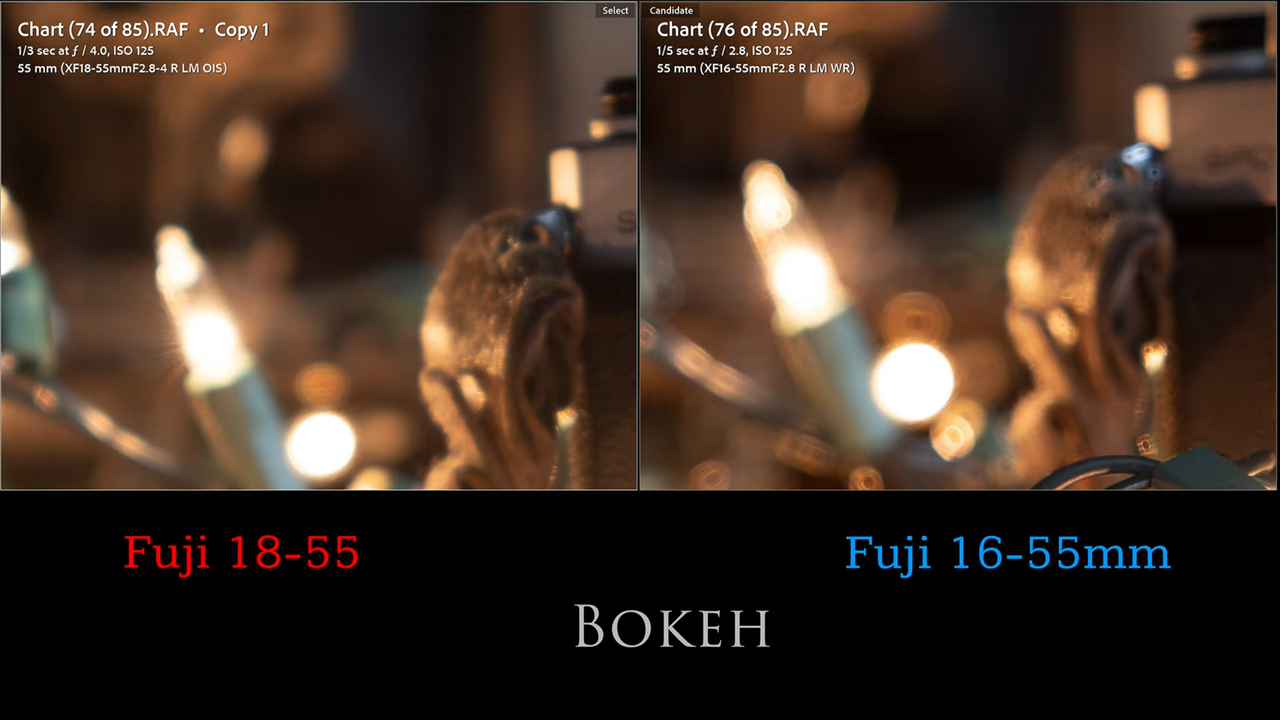 Select
Chart (74 of 85).RAF • Copy 1
1/3 sec at ƒ / 4.0, ISO 125
55 mm (XF18-55mmF2.8-4 R LM OIS)
Candidate
Chart (76 of 85).RAF
1/5 sec at ƒ / 2.8, ISO 125
55 mm (XF16-55mmF2.8 R LM WR)
Fuji 18-55
Fuji 16-55mm
BOKEH